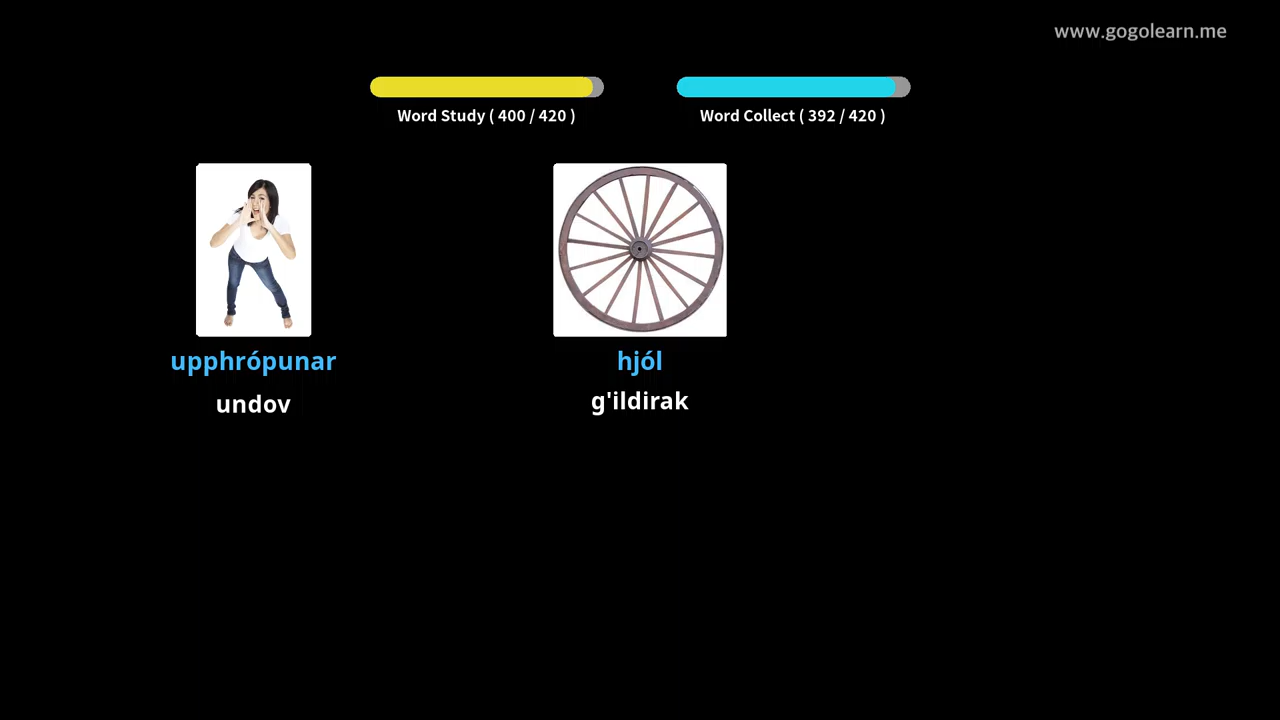 www.gogolearn.me
Word Study ( 400 / 420 )
Word Collect ( 392 / 420 )
upphrópunar
hjól
undov
g'ildirak